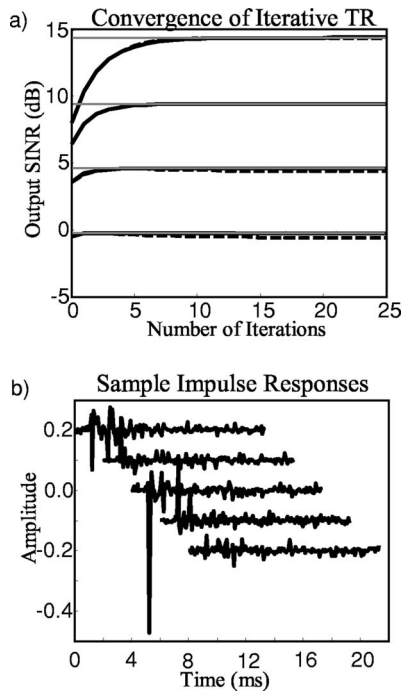 a)
Convergence of Iterative TR
Output SINR (dB)
15
10
5
0
-5
0 5 10 15 20 25
Number of Iterations
b)
Sample Impulse Responses
Amplitude
0.2
0.0
-0.2
-0.4
0 4 8 12 16 20
Time (ms)